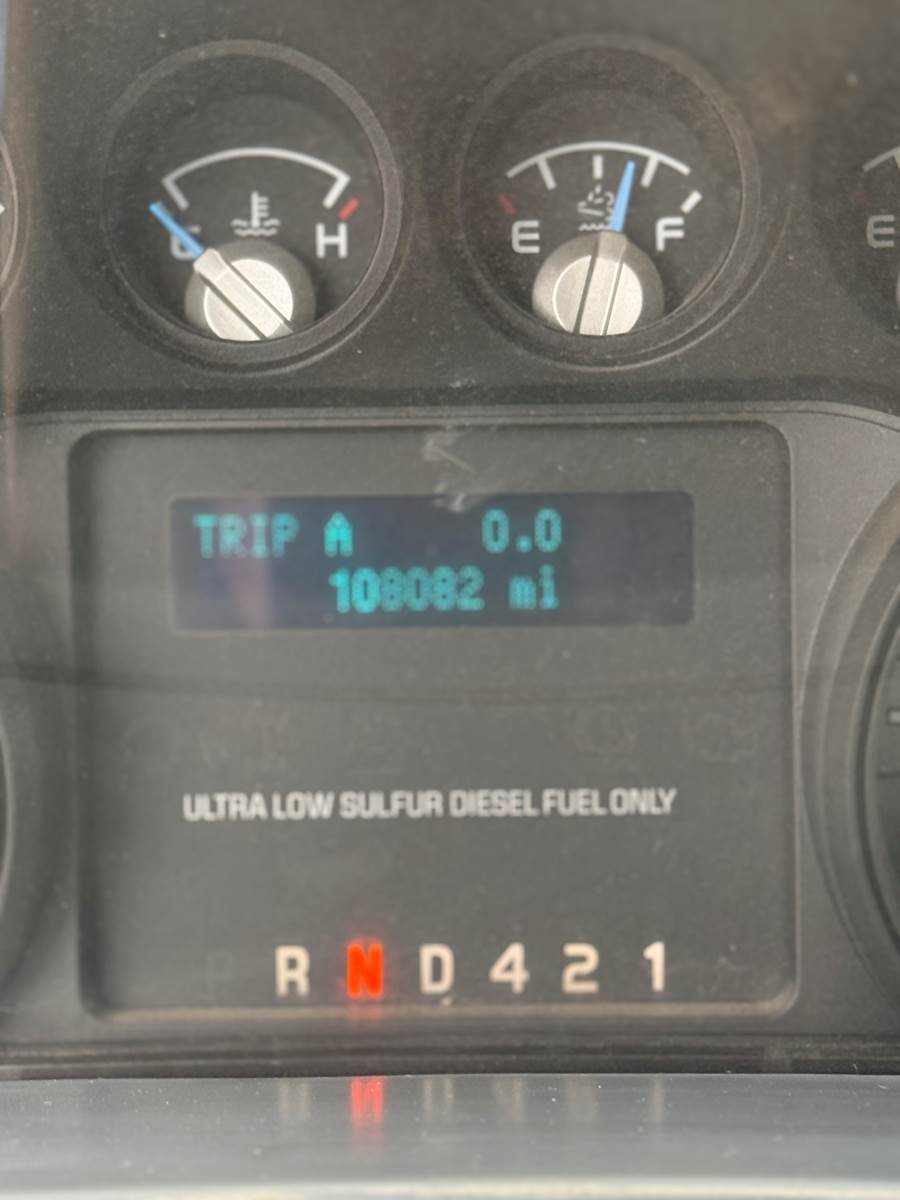 C H
E F
E
TRIP A 0.0
108082 mi
ULTRA LOW SULFUR DIESEL FUEL ONLY
R N D 4 2 1